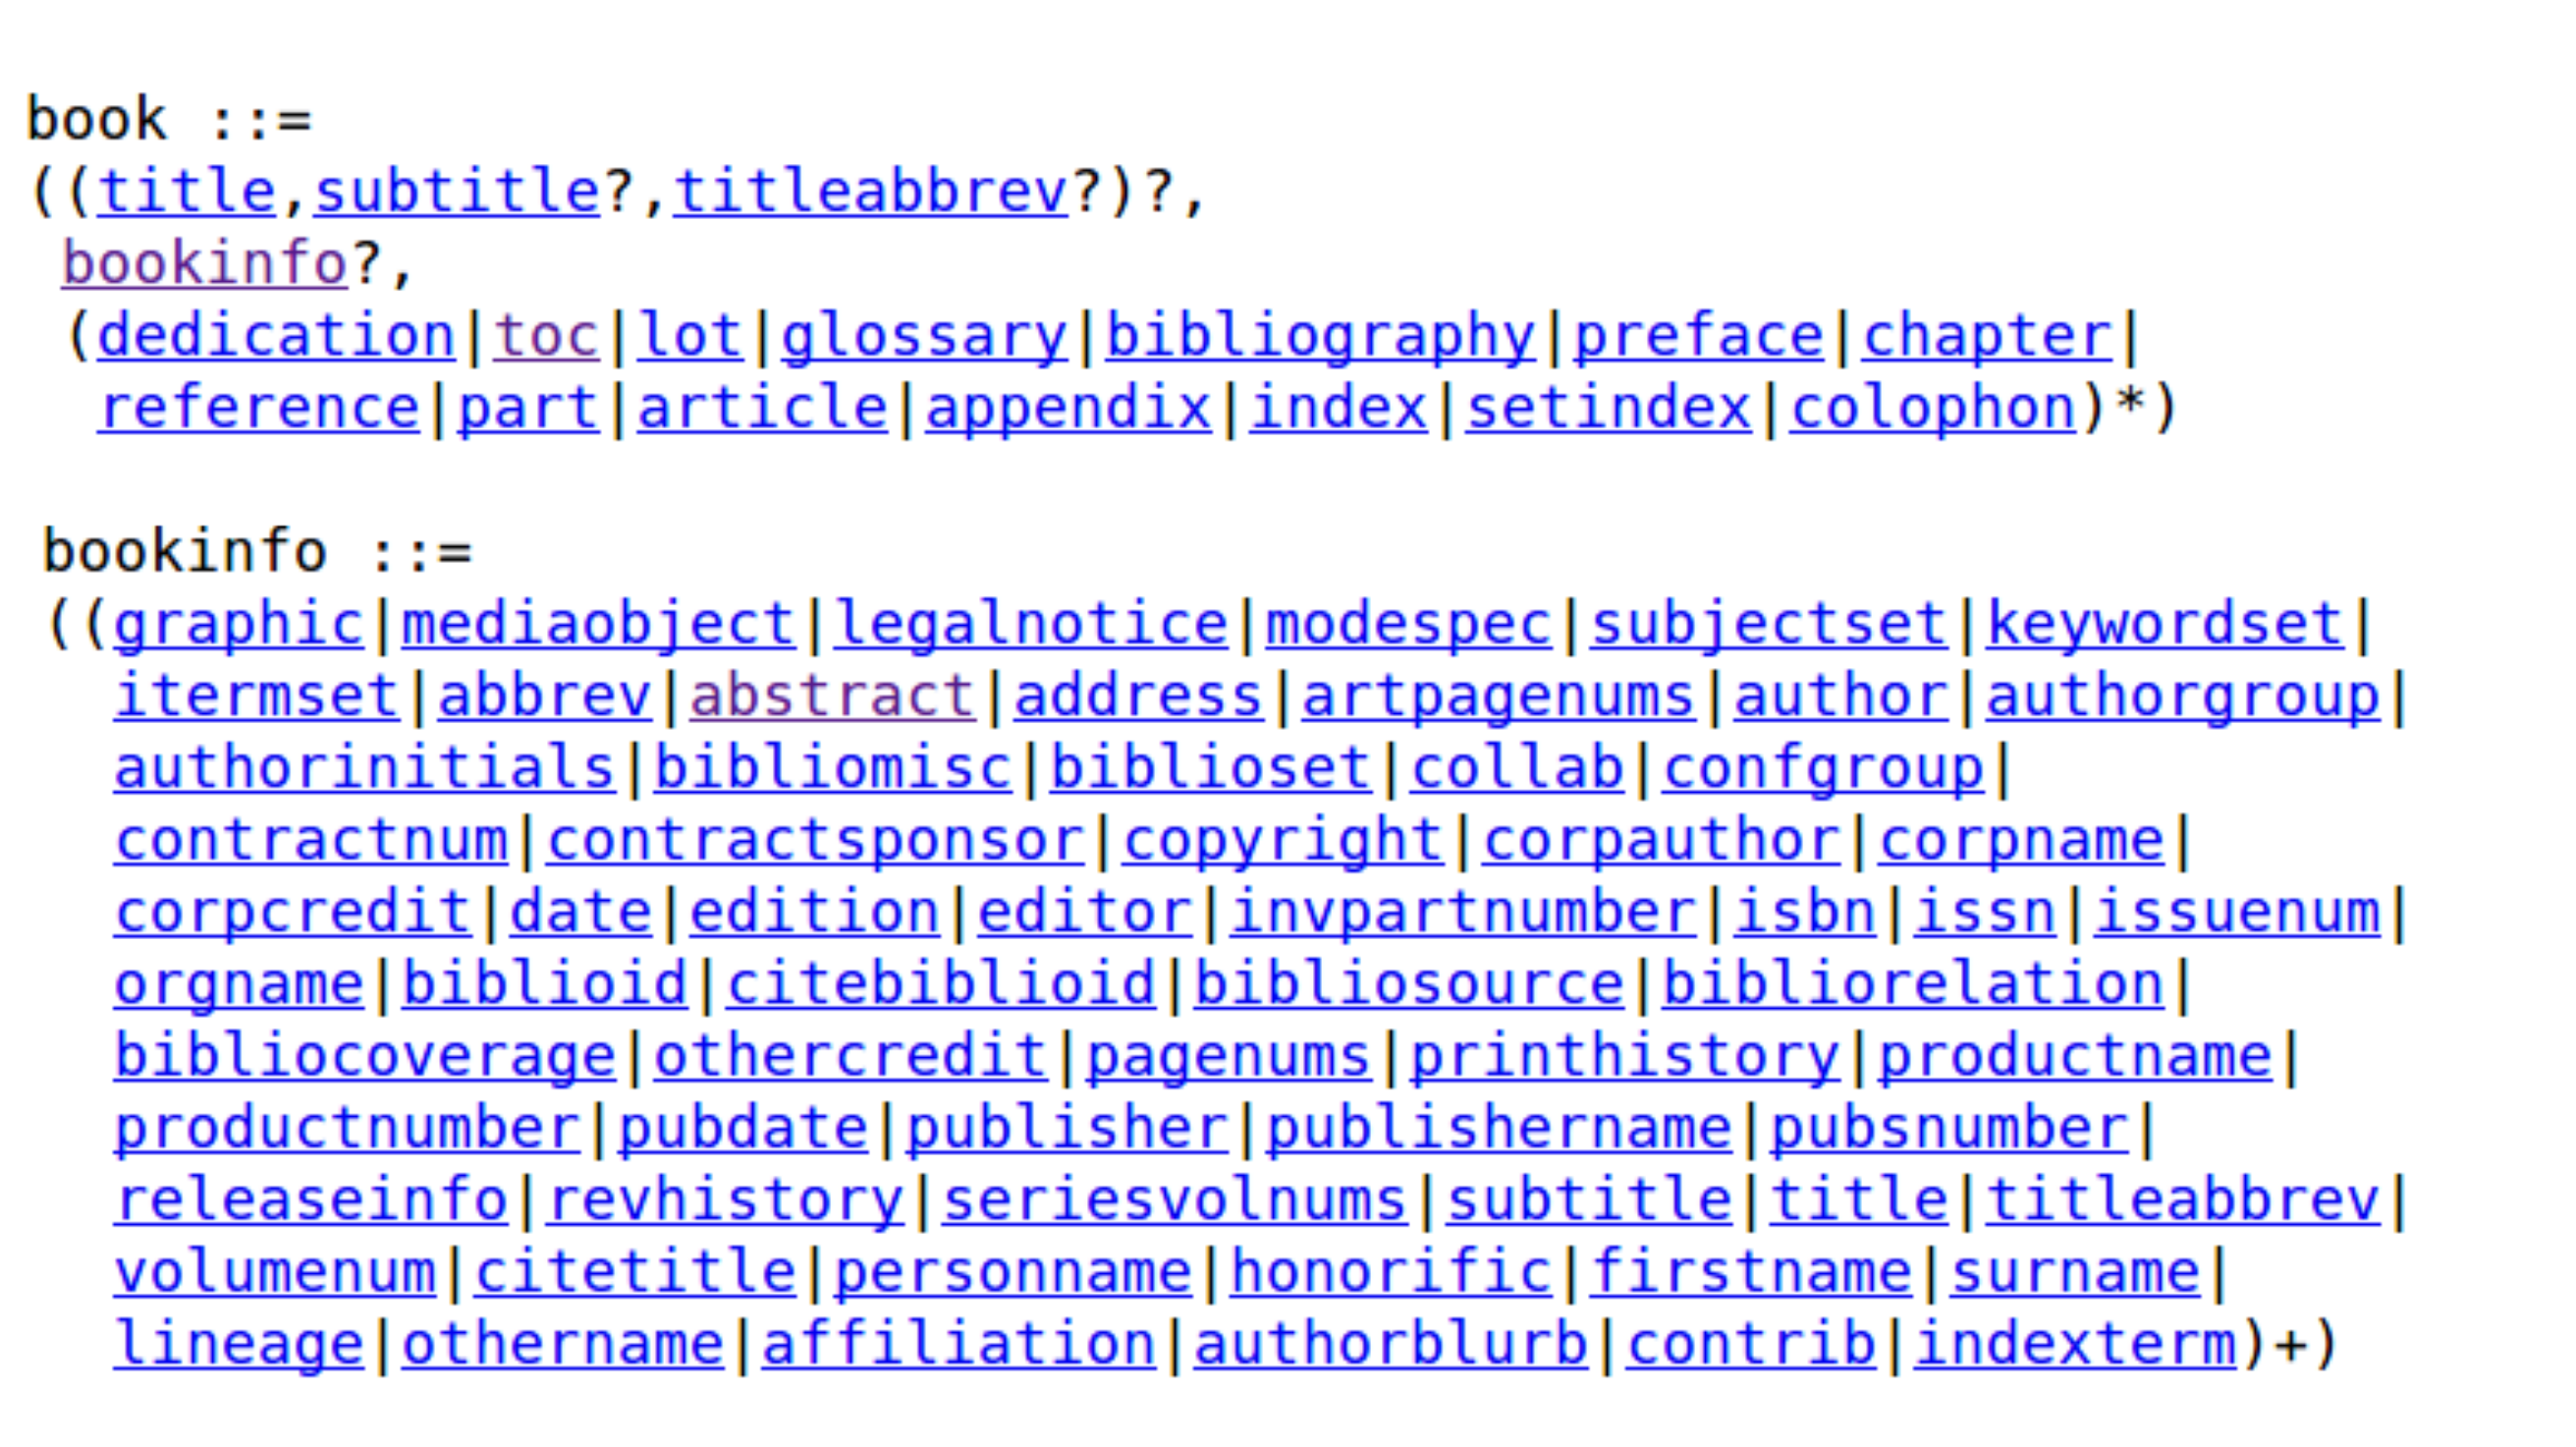 book ::=
((title,subtitle?,titleabbrev?)?,
bookinfo?,
(dedication|toc|lot|glossary|bibliography|preface|chapter|
reference|part|article|appendix|index|setindex|colophon)*)
bookinfo ::=
((graphic|mediaobject|legalnotice|modespec|subjectset|keywordset|
itermset|abbrev|abstract|address|artpagenums|author|authorgroup|
authorinitials|bibliomisc|biblioset|collab|confgroup|
contractnum|contractsponsor|copyright|corpauthor|corpname|
corpcredit|date|edition|editor|invpartnumber|isbn|issn|issuenum|
orgname|biblioid|citebiblioid|bibliosource|bibliorelation|
bibliocoverage|othercredit|pagenums|printhistory|productname|
productnumber|pubdate|publisher|publishername|pubsnumber|
releaseinfo|revhistory|seriesvolnums|subtitle|title|titleabbrev|
volumenum|citetitle|personname|honorific|firstname|surname|
lineage|othername|affiliation|authorblurb|contrib|indexterm)+)